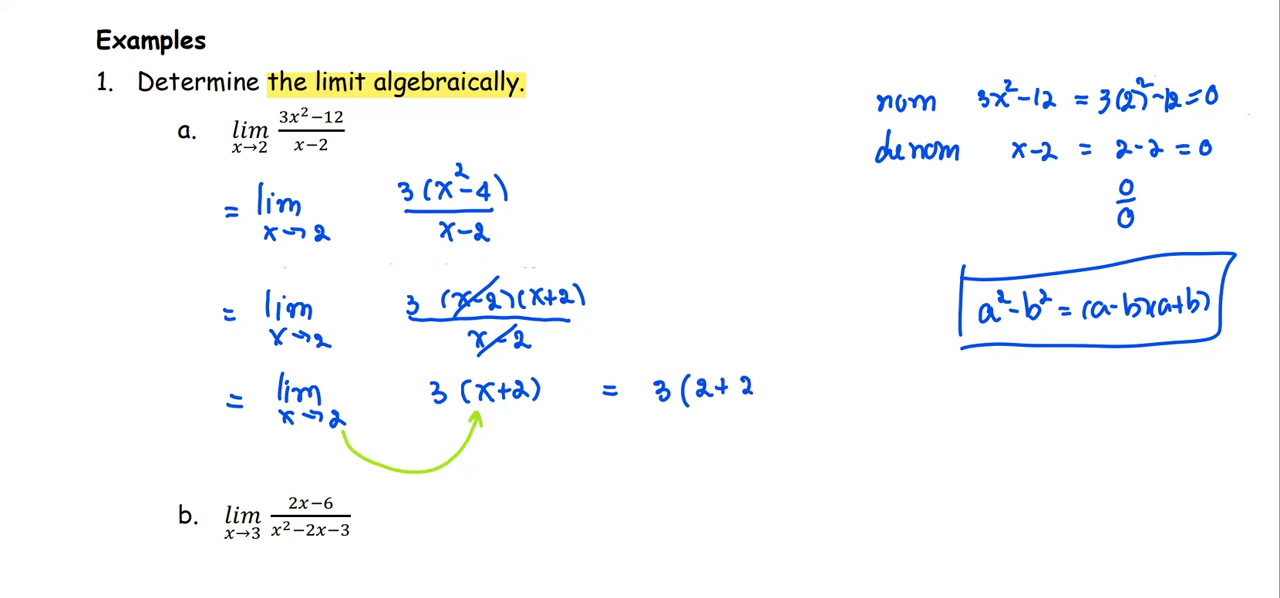 Examples
1. Determine the limit algebraically.
a. lim x→2 3x²−12 / x−2
nom 3x²−12 = 3(2)²−12 = 0
denom x−2 = 2−2 = 0
0/0
= lim x→2 3(x²−4) / x−2
a²−b² = (a−b)(a+b)
= lim x→2 3(x−2)(x+2) / x−2
= lim x→2 3(x+2) = 3(2+2
b. lim x→3 2x−6 / x²−2x−3